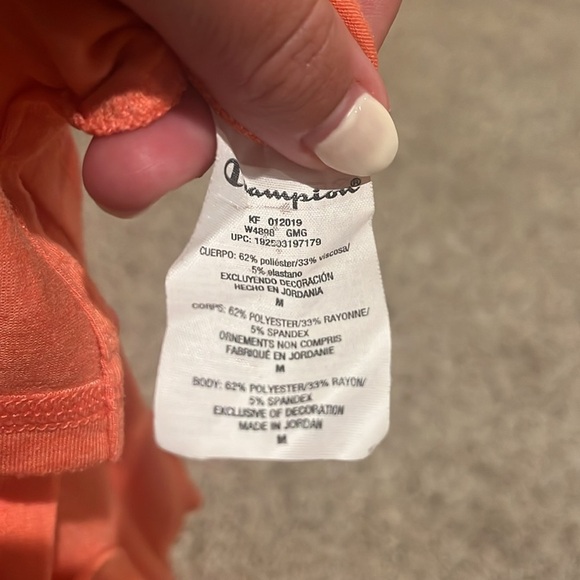 Champion®
KF 012019
W4898 GMG
UPC: 192503197179
CUERPO: 62% poliéster/33% viscosa/
5% elastano
EXCLUYENDO DECORACIÓN
HECHO EN JORDANIA
M
CORPS: 62% POLYESTER/33% RAYONNE/
5% SPANDEX
ORNEMENTS NON COMPRIS
FABRIQUÉ EN JORDANIE
M
BODY: 62% POLYESTER/33% RAYON/
5% SPANDEX
EXCLUSIVE OF DECORATION
MADE IN JORDAN
M